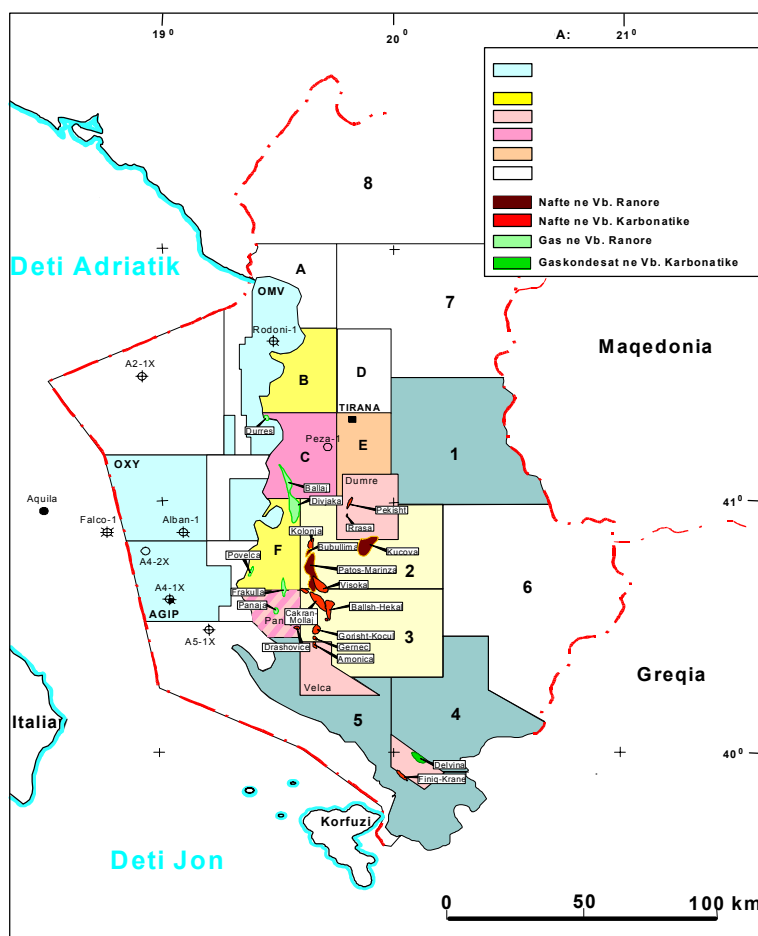 19⁰
20⁰
21⁰
A:
Nafte ne Vb. Ranore
Nafte ne Vb. Karbonatike
Gas ne Vb. Ranore
Gaskondesat ne Vb. Karbonatike
8
Deti Adriatik
A
OMV
7
Rodoni-1
Maqedonia
A2-1X
B
D
TIRANA
Durres
Peza-1
E
C
1
OXY
Dumre
Ballaj
Aquila
Divjaka
Pekisht
41⁰
Falco-1
Alban-1
Rrasa
Kolonja
Bubullima
Kucova
A4-2X
Povelca
F
2
6
Patos-Marinza
A4-1X
Frakulla
Visoka
AGIP
Panaja
Pan
Cakran-
Mollaj
Ballsh-Hekal
A5-1X
3
Gorisht-Kocul
Drashovice
Gernec
Amonica
Greqia
Velca
Italia
5
4
40⁰
Delvina
Finiq-Krane
Korfuzi
Deti Jon
0
50
100 km